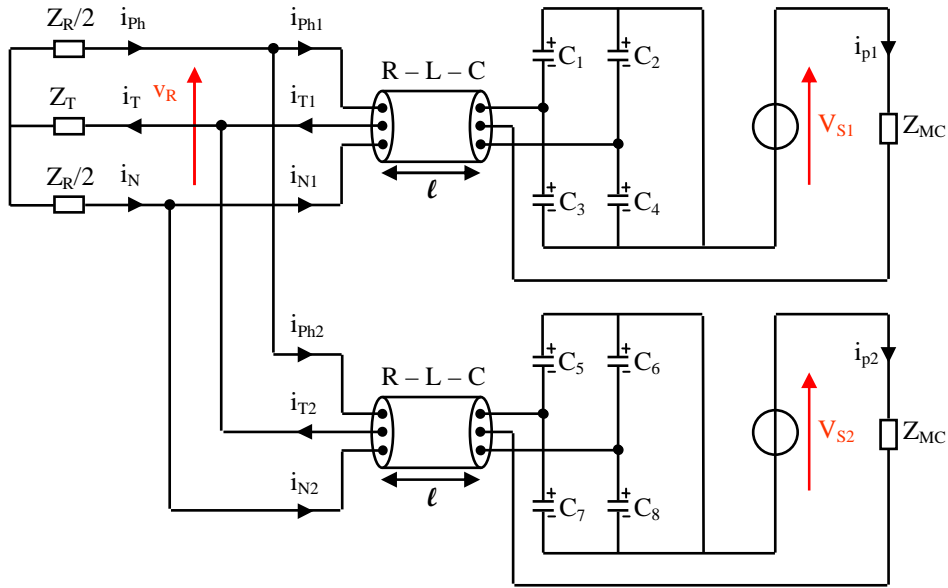 Z_R/2 i_Ph i_Ph1
R – L – C C_1 C_2 i_p1
Z_T i_T v_R i_T1 V_S1 Z_MC
Z_R/2 i_N i_N1 ℓ C_3 C_4
i_Ph2
R – L – C C_5 C_6 i_p2
i_T2 V_S2 Z_MC
i_N2 ℓ C_7 C_8